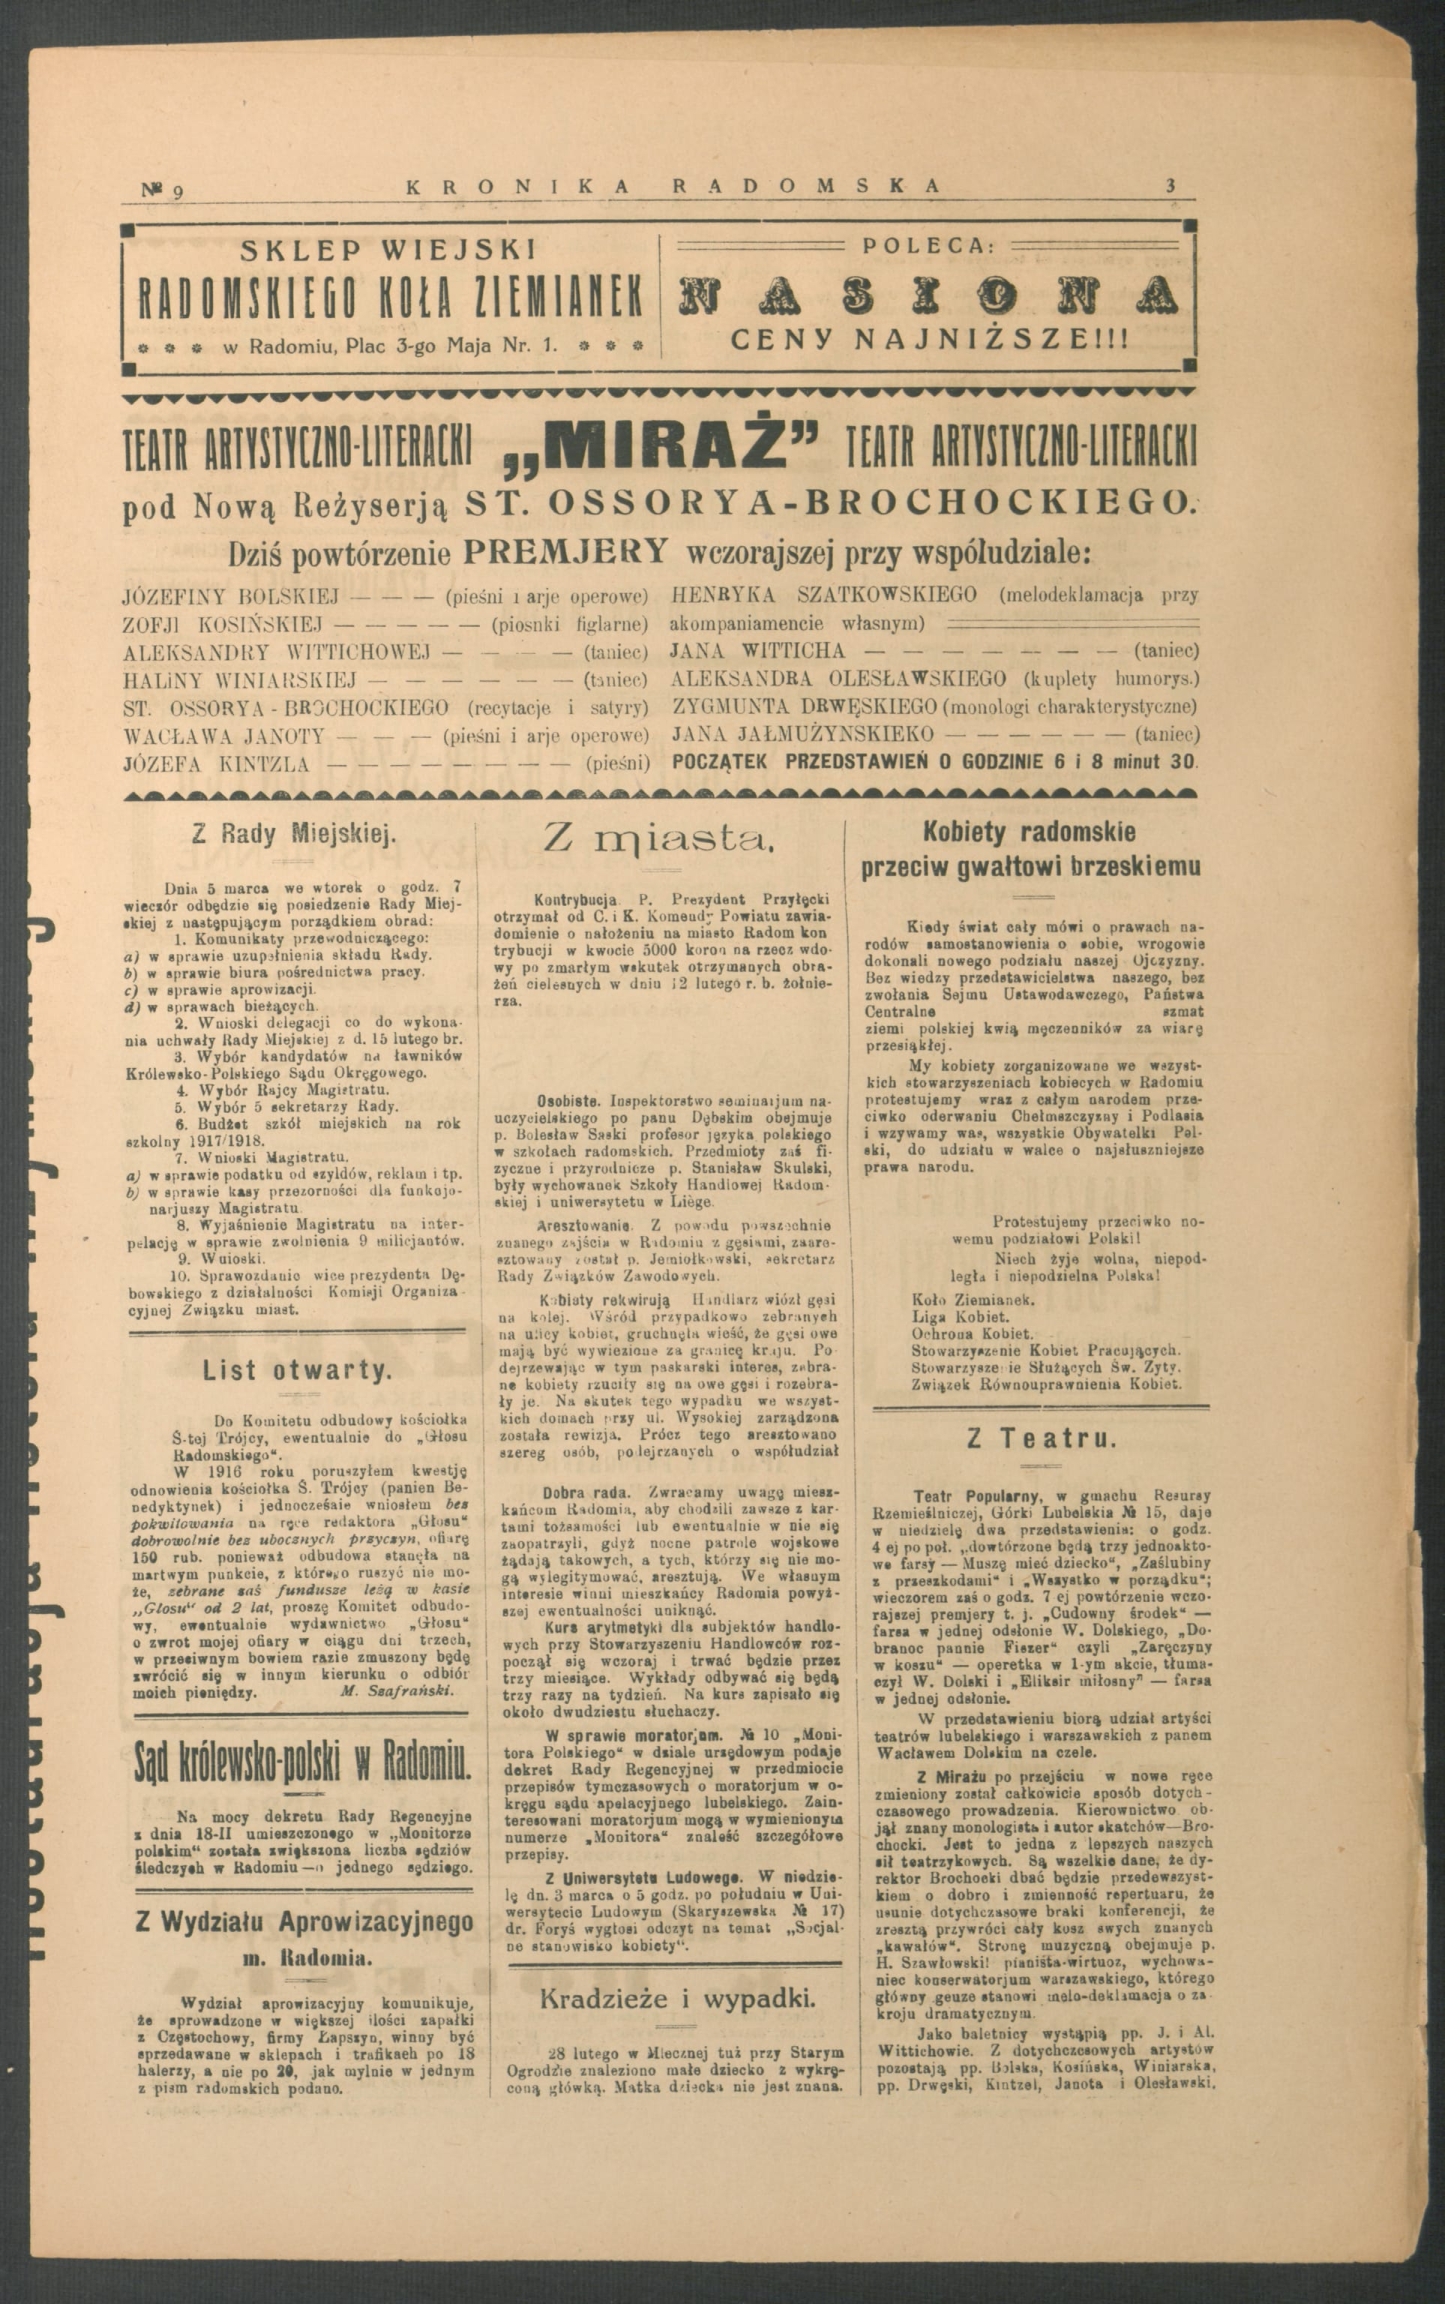 № 9
KRONIKA RADOMSKA
3
SKLEP WIEJSKI
RADOMSKIEGO KOŁA ZIEMIANEK
w Radomiu, Plac 3-go Maja Nr. 1.
POLECA:
NASIONA
CENY NAJNIŻSZE!!!
TEATR ARTYSTYCZNO-LITERACKI „MIRAŻ” TEATR ARTYSTYCZNO-LITERACKI
pod Nową Reżyserją ST. OSSORYA-BROCHOCKIEGO.
Dziś powtórzenie PREMJERY wczorajszej przy współudziale:
JÓZEFINY BOLSKIEJ — — — (pieśni i arje operowe)
ZOFJI KOSIŃSKIEJ — — — — — (piosnki figlarne)
ALEKSANDRY WITTICHOWEJ — — — — (taniec)
HALINY WINIARSKIEJ — — — — — — (taniec)
ST. OSSORYA - BROCHOCKIEGO (recytacje i satyry)
WACŁAWA JANOTY — — — (pieśni i arje operowe)
JÓZEFA KINTZLA — — — — — — — — (pieśni)
HENRYKA SZATKOWSKIEGO (melodeklamacja przy
akompaniamencie własnym)
JANA WITTICHA — — — — — — — (taniec)
ALEKSANDRA OLESŁAWSKIEGO (kuplety humorys.)
ZYGMUNTA DRWĘSKIEGO (monologi charakterystyczne)
JANA JAŁMUŻYNSKIEKO — — — — — — (taniec)
POCZĄTEK PRZEDSTAWIEŃ O GODZINIE 6 i 8 minut 30.
Z Rady Miejskiej.
Dnia 5 marca we wtorek o godz. 7
wieczór odbędzie się posiedzenie Rady Miej-
skiej z następującym porządkiem obrad:
1. Komunikaty przewodniczącego:
a) w sprawie uzupełnienia składu Rady.
b) w sprawie biura pośrednictwa pracy.
c) w sprawie aprowizacji.
d) w sprawach bieżących.
2. Wnioski delegacji co do wykona-
nia uchwały Rady Miejskiej z d. 15 lutego br.
3. Wybór kandydatów na ławników
Królewsko-Polskiego Sądu Okręgowego.
4. Wybór Rajcy Magistratu.
5. Wybór 5 sekretarzy Rady.
6. Budżet szkół miejskich na rok
szkolny 1917/1918.
7. Wnioski Magistratu.
a) w sprawie podatku od szyldów, reklam i tp.
b) w sprawie kasy przezorności dla funkcjo-
narjuszy Magistratu.
8. Wyjaśnienie Magistratu na inter-
pelację w sprawie zwolnienia 9 milicjantów.
9. Wnioski.
10. Sprawozdanie wice prezydenta Dę-
bowskiego z działalności Komisji Organiza-
cyjnej Związku miast.
List otwarty.
Do Komitetu odbudowy kościołka
Ś-tej Trójcy, ewentualnie do „Głosu
Radomskiego“.
W 1916 roku poruszyłem kwestję
odnowienia kościołka Ś. Trójcy (panien Be-
nedyktynek) i jednocześnie wniosłem bez
pokwitowania na ręce redaktora „Głosu“
dobrowolnie bez ubocznych przyczyn, ofiarę
150 rub. ponieważ odbudowa stanęła na
martwym punkcie, z którego ruszyć nie mo-
że, zebrane zaś fundusze leżą w kasie
„Głosu“ od 2 lat, proszę Komitet odbudo-
wy, ewentualnie wydawnictwo „Głosu“
o zwrot mojej ofiary w ciągu dni trzech,
w przeciwnym bowiem razie zmuszony będę
zwrócić się w innym kierunku o odbiór
moich pieniędzy. M. Szafrański.
Sąd królewsko-polski w Radomiu.
Na mocy dekretu Rady Regencyjne
z dnia 18-II umieszczonego w „Monitorze
polskim“ została zwiększona liczba sędziów
śledczych w Radomiu —o jednego sędziego.
Z Wydziału Aprowizacyjnego
m. Radomia.
Wydział aprowizacyjny komunikuje,
że sprowadzone w większej ilości zapałki
z Częstochowy, firmy Łapszyn, winny być
sprzedawane w sklepach i trafikach po 18
halerzy, a nie po 20, jak mylnie w jednym
z pism radomskich podano.
Z miasta.
Kontrybucja. P. Prezydent Przyłęcki
otrzymał od C. i K. Komendy Powiatu zawia-
domienie o nałożeniu na miasto Radom kon
trybucji w kwocie 5000 koron na rzecz wdo-
wy po zmarłym wskutek otrzymanych obra-
żeń cielesnych w dniu 12 lutego r. b. żołnie-
rza.
Osobiste. Inspektorstwo seminarjum na-
uczycielskiego po panu Dębskim obejmuje
p. Bolesław Saski profesor języka polskiego
w szkołach radomskich. Przedmioty zaś fi-
zyczne i przyrodnicze p. Stanisław Skulski,
były wychowanek Szkoły Handlowej Radom-
skiej i uniwersytetu w Liège.
Aresztowanie. Z powodu powszechnie
znanego zajścia w Radomiu z gęsiami, zaare-
sztowany został p. Jemiołkowski, sekretarz
Rady Związków Zawodowych.
Kobiety rekwirują Handlarz wiózł gęsi
na kolej. Wśród przypadkowo zebranych
na ulicy kobiet, gruchnęła wieść, że gęsi owe
mają być wywiezione za granicę kraju. Po
dejrzewając w tym paskarski interes, zebra-
ne kobiety rzuciły się na owe gęsi i rozebra-
ły je. Na skutek tego wypadku we wszyst-
kich domach przy ul. Wysokiej zarządzona
została rewizja. Prócz tego aresztowano
szereg osób, podejrzanych o współudział
Dobra rada. Zwracamy uwagę miesz-
kańcom Radomia, aby chodzili zawsze z kar-
tami tożsamości lub ewentualnie w nie się
zaopatrzyli, gdyż nocne patrole wojskowe
żądają takowych, a tych, którzy się nie mo-
gą wylegitymować, aresztują. We własnym
interesie winni mieszkańcy Radomia powyż-
szej ewentualności uniknąć.
Kurs arytmetyki dla subjektów handlo-
wych przy Stowarzyszeniu Handlowców roz-
począł się wczoraj i trwać będzie przez
trzy miesiące. Wykłady odbywać się będą
trzy razy na tydzień. Na kurs zapisało się
około dwudziestu słuchaczy.
W sprawie moratorjum. № 10 „Moni-
tora Polskiego“ w dziale urzędowym podaje
dekret Rady Regencyjnej w przedmiocie
przepisów tymczasowych o moratorjum w o-
kręgu sądu apelacyjnego lubelskiego. Zain-
teresowani moratorjum mogą w wymienionym
numerze „Monitora“ znaleść szczegółowe
przepisy.
Z Uniwersytetu Ludowego. W niedzie-
lę dn. 3 marca o 5 godz. po południu w Uni-
wersytecie Ludowym (Skaryszewska № 17)
dr. Foryś wygłosi odczyt na temat „Socjal-
ne stanowisko kobiety“.
Kradzieże i wypadki.
28 lutego w Mlecznej tuż przy Starym
Ogrodzie znaleziono małe dziecko z wykrę-
coną główką. Matka dziecka nie jest znana.
Kobiety radomskie
przeciw gwałtowi brzeskiemu
Kiedy świat cały mówi o prawach na-
rodów samostanowienia o sobie, wrogowie
dokonali nowego podziału naszej Ojczyzny.
Bez wiedzy przedstawicielstwa naszego, bez
zwołania Sejmu Ustawodawczego, Państwa
Centralne szmat
ziemi polskiej kwią męczenników za wiarę
przesiąkłej.
My kobiety zorganizowane we wszyst-
kich stowarzyszeniach kobiecych w Radomiu
protestujemy wraz z całym narodem prze-
ciwko oderwaniu Chełmszczyzny i Podlasia
i wzywamy was, wszystkie Obywatelki Pol-
ski, do udziału w walce o najsłuszniejsze
prawa narodu.
Protestujemy przeciwko no-
wemu podziałowi Polski!
Niech żyje wolna, niepod-
legła i niepodzielna Polska!
Koło Ziemianek.
Liga Kobiet.
Ochrona Kobiet.
Stowarzyszenie Kobiet Pracujących.
Stowarzyszenie Służących Św. Zyty.
Związek Równouprawnienia Kobiet.
Z Teatru.
Teatr Popularny, w gmachu Resursy
Rzemieślniczej, Górki Lubelskia № 15, daje
w niedzielę dwa przedstawienia: o godz.
4 ej po poł. „dowtórzone będą trzy jednoakto-
we farsy — Muszę mieć dziecko“, „Zaślubiny
z przeszkodami“ i „Wszystko w porządku“;
wieczorem zaś o godz. 7 ej powtórzenie wczo-
rajszej premjery t. j. „Cudowny środek“ —
farsa w jednej odsłonie W. Dolskiego, „Do-
branoc pannie Fiszer“ czyli „Zaręczyny
w koszu“ — operetka w 1-ym akcie, tłuma-
czył W. Dolski i „Eliksir miłosny” — farsa
w jednej odsłonie.
W przedstawieniu biorą udział artyści
teatrów lubelskiego i warszawskich z panem
Wacławem Dolskim na czele.
Z Mirażu po przejściu w nowe ręce
zmieniony został całkowicie sposób dotych-
czasowego prowadzenia. Kierownictwo ob-
jął znany monologista i autor skatchów—Bro-
chocki. Jest to jedna z lepszych naszych
sił teatrzykowych. Są wszelkie dane, że dy-
rektor Brochocki dbać będzie przedewszyst-
kiem o dobro i zmienność repertuaru, że
usunie dotychczasowe braki konferencji, że
zresztą przywróci cały kosz swych znanych
„kawałów“. Stronę muzyczną obejmuje p.
H. Szawłowski! pianista-wirtuoz, wychowa-
niec konserwatorjum warszawskiego, którego
główny geuze stanowi melo-deklamacja o za
kroju dramatycznym.
Jako baletnicy wystąpią pp. J. i Al.
Wittichowie. Z dotychczesowych artystów
pozostają pp. Bolska, Kosińska, Winiarska,
pp. Drwęski, Kintzel, Janota i Olesławski.